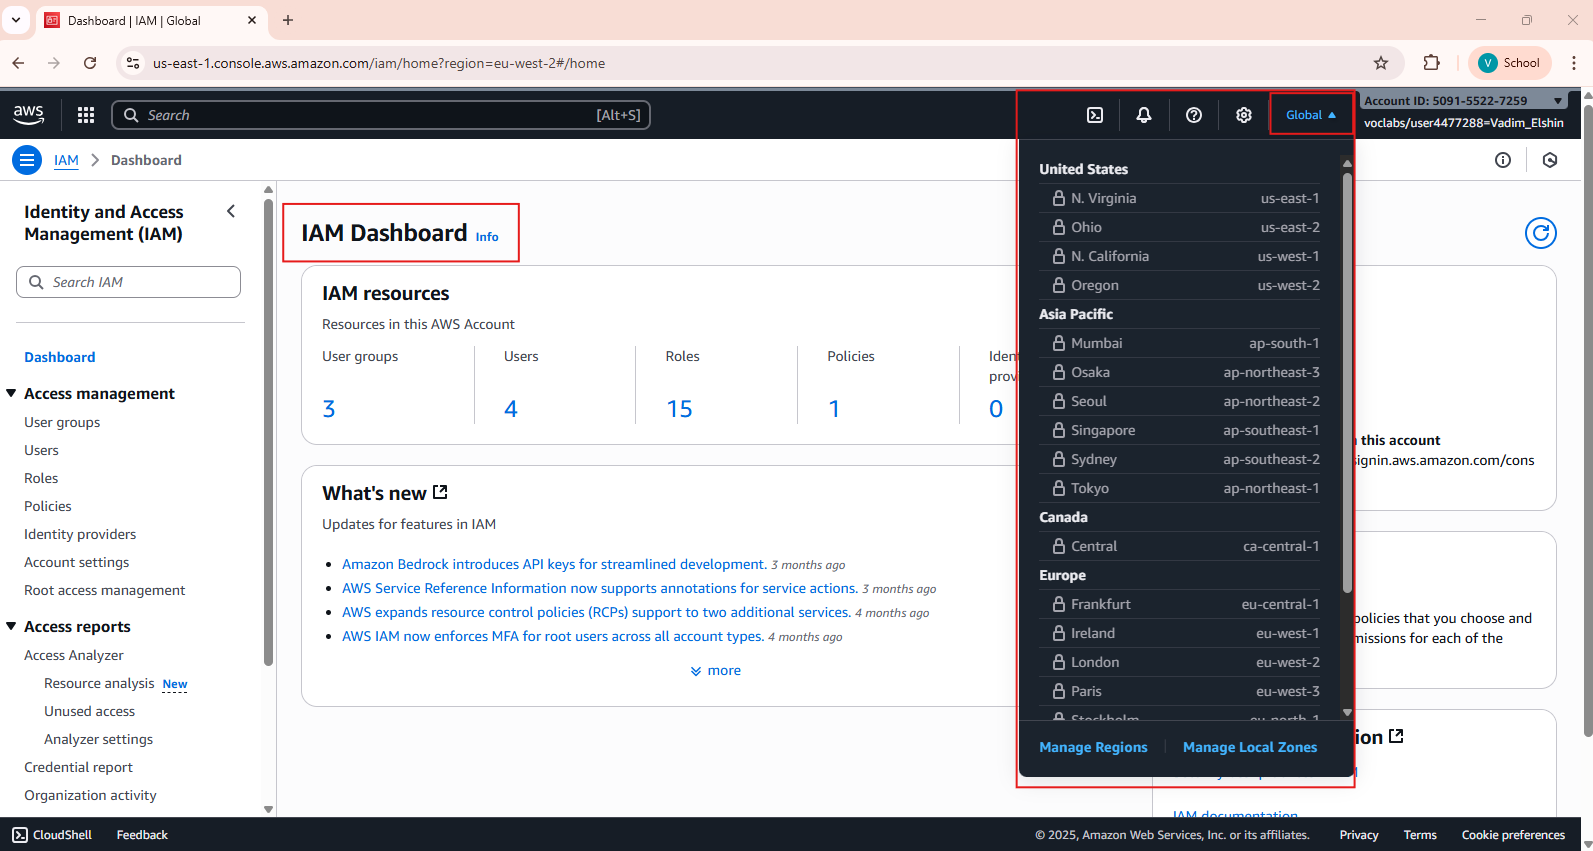 Dashboard | IAM | Global
us-east-1.console.aws.amazon.com/iam/home?region=eu-west-2#/home
V School
aws
Search [Alt+S]
Global
Account ID: 5091-5522-7259
voclabs/user4477288=Vadim_Elshin
IAM Dashboard
Identity and Access
Management (IAM)
Search IAM
Dashboard
Access management
User groups
Users
Roles
Policies
Identity providers
Account settings
Root access management
Access reports
Access Analyzer
Resource analysis New
Unused access
Analyzer settings
Credential report
Organization activity
IAM Dashboard Info
IAM resources
Resources in this AWS Account
User groups Users Roles Policies Iden
provi
3 4 15 1 0
What's new
Updates for features in IAM
Amazon Bedrock introduces API keys for streamlined development. 3 months ago
AWS Service Reference Information now supports annotations for service actions. 3 months ago
AWS expands resource control policies (RCPs) support to two additional services. 4 months ago
AWS IAM now enforces MFA for root users across all account types. 4 months ago
more
United States
N. Virginia us-east-1
Ohio us-east-2
N. California us-west-1
Oregon us-west-2
Asia Pacific
Mumbai ap-south-1
Osaka ap-northeast-3
Seoul ap-northeast-2
Singapore ap-southeast-1
Sydney ap-southeast-2
Tokyo ap-northeast-1
Canada
Central ca-central-1
Europe
Frankfurt eu-central-1
Ireland eu-west-1
London eu-west-2
Paris eu-west-3
Stockholm eu-north-1
Manage Regions Manage Local Zones
this account
signin.aws.amazon.com/cons
policies that you choose and
missions for each of the
ion
IAM documentation
CloudShell Feedback
© 2025, Amazon Web Services, Inc. or its affiliates. Privacy Terms Cookie preferences